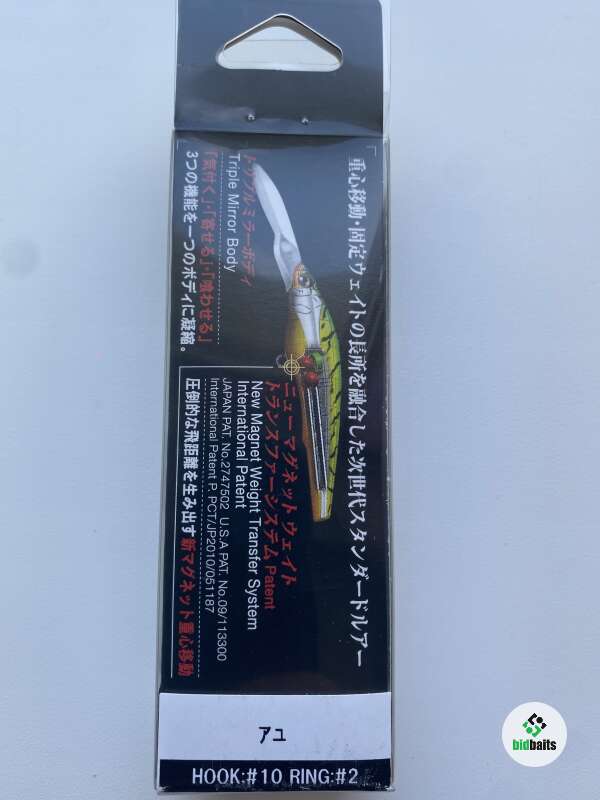 重心移動・固定ウェイトの長所を融合した次世代スタンダードルアー
トリプルミラーボディ
Triple Mirror Body
「気付く」・「寄せる」・「喰わせる」
3つの機能を一つのボディに凝縮。
ニューマグネットウェイト
トランスファーシステム Patent
New Magnet Weight Transfer System
International Patent
JAPAN PAT. No.2747502 U.S.A PAT. No.09/113300
International Patent P. PCT/JP2010/051187
圧倒的な飛距離を生み出す新マグネット重心移動
アユ
HOOK:#10 RING:#2
bidbaits